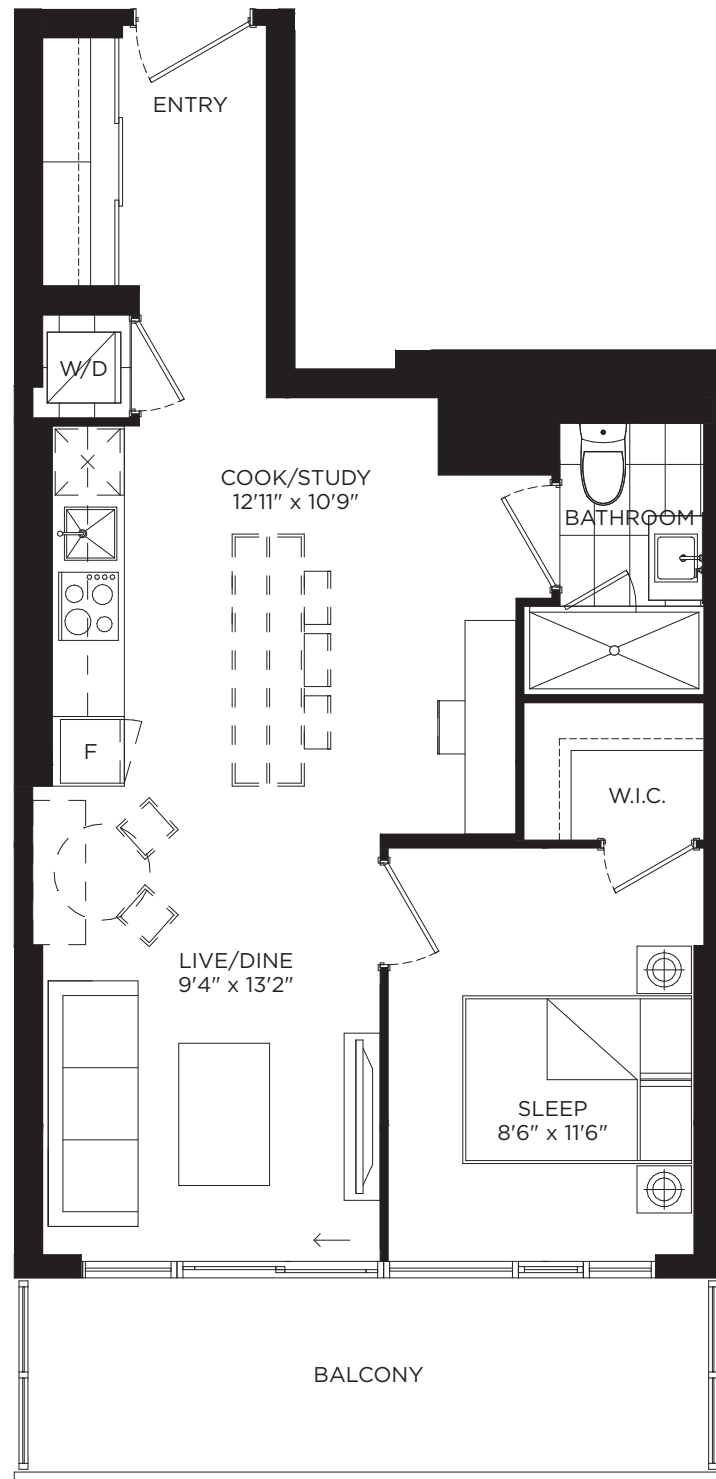 ENTRY
W/D
COOK/STUDY
12'11" x 10'9"
BATHROOM
F
W.I.C.
LIVE/DINE
9'4" x 13'2"
SLEEP
8'6" x 11'6"
BALCONY